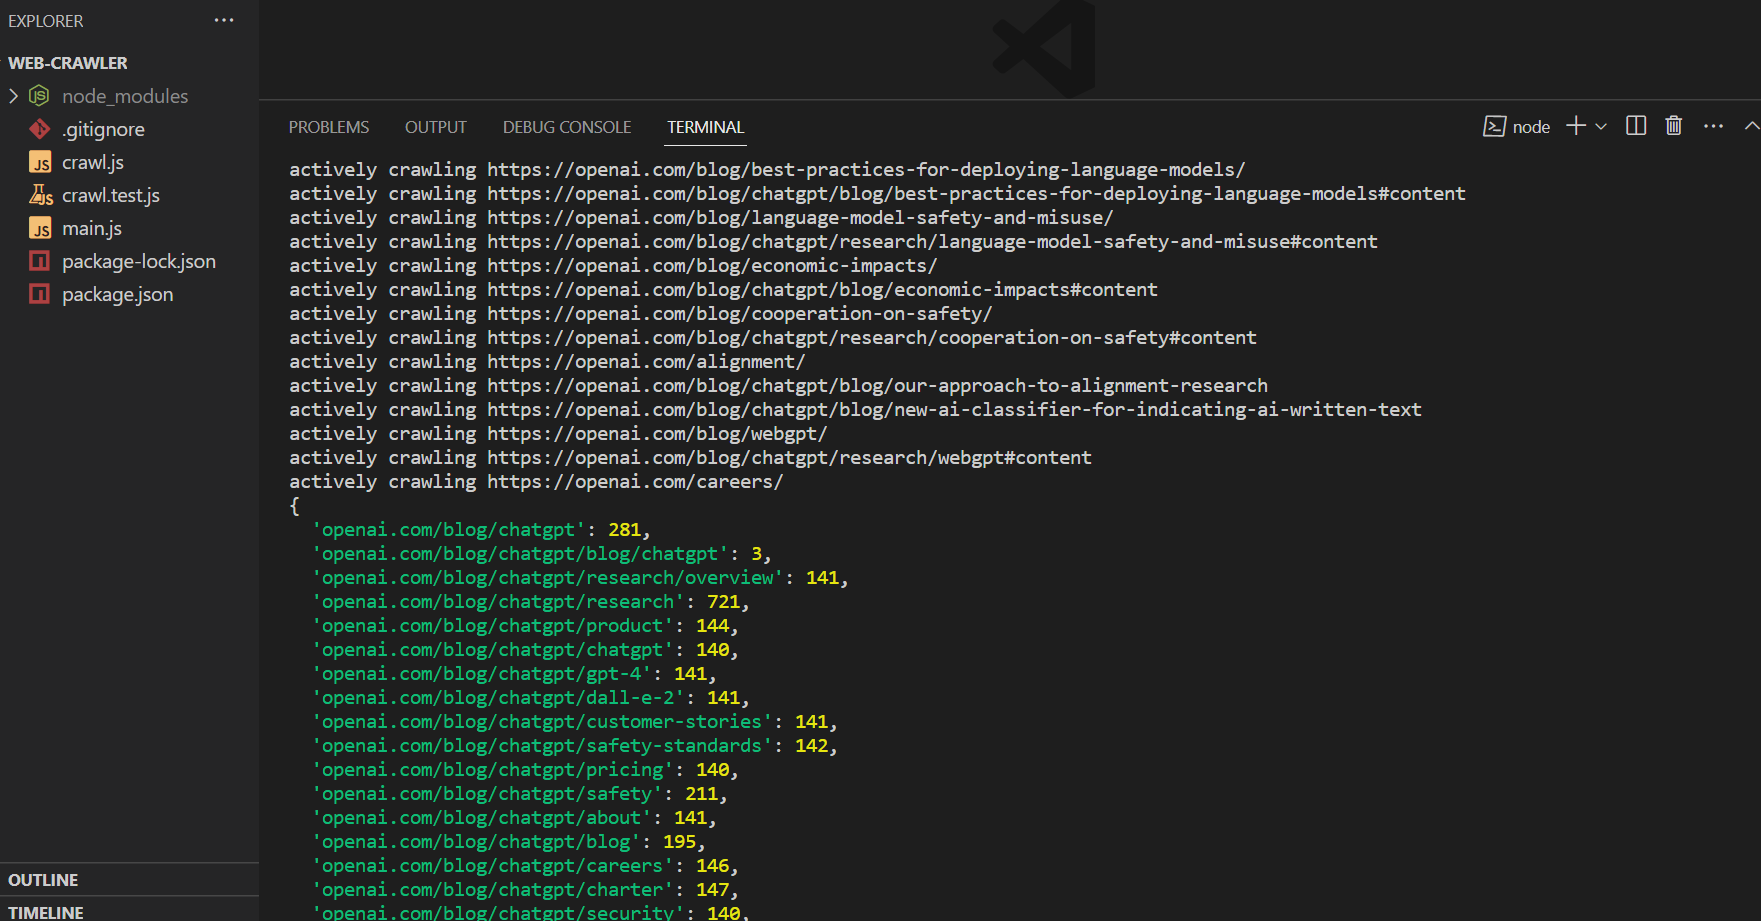 EXPLORER
WEB-CRAWLER
node_modules
.gitignore
crawl.js
crawl.test.js
main.js
package-lock.json
package.json
OUTLINE
TIMELINE
PROBLEMS OUTPUT DEBUG CONSOLE TERMINAL
node
actively crawling https://openai.com/blog/best-practices-for-deploying-language-models/
actively crawling https://openai.com/blog/chatgpt/blog/best-practices-for-deploying-language-models#content
actively crawling https://openai.com/blog/language-model-safety-and-misuse/
actively crawling https://openai.com/blog/chatgpt/research/language-model-safety-and-misuse#content
actively crawling https://openai.com/blog/economic-impacts/
actively crawling https://openai.com/blog/chatgpt/blog/economic-impacts#content
actively crawling https://openai.com/blog/cooperation-on-safety/
actively crawling https://openai.com/blog/chatgpt/research/cooperation-on-safety#content
actively crawling https://openai.com/alignment/
actively crawling https://openai.com/blog/chatgpt/blog/our-approach-to-alignment-research
actively crawling https://openai.com/blog/chatgpt/blog/new-ai-classifier-for-indicating-ai-written-text
actively crawling https://openai.com/blog/webgpt/
actively crawling https://openai.com/blog/chatgpt/research/webgpt#content
actively crawling https://openai.com/careers/
{
'openai.com/blog/chatgpt': 281,
'openai.com/blog/chatgpt/blog/chatgpt': 3,
'openai.com/blog/chatgpt/research/overview': 141,
'openai.com/blog/chatgpt/research': 721,
'openai.com/blog/chatgpt/product': 144,
'openai.com/blog/chatgpt/chatgpt': 140,
'openai.com/blog/chatgpt/gpt-4': 141,
'openai.com/blog/chatgpt/dall-e-2': 141,
'openai.com/blog/chatgpt/customer-stories': 141,
'openai.com/blog/chatgpt/safety-standards': 142,
'openai.com/blog/chatgpt/pricing': 140,
'openai.com/blog/chatgpt/safety': 211,
'openai.com/blog/chatgpt/about': 141,
'openai.com/blog/chatgpt/blog': 195,
'openai.com/blog/chatgpt/careers': 146,
'openai.com/blog/chatgpt/charter': 147,
'openai.com/blog/chatgpt/security': 140,